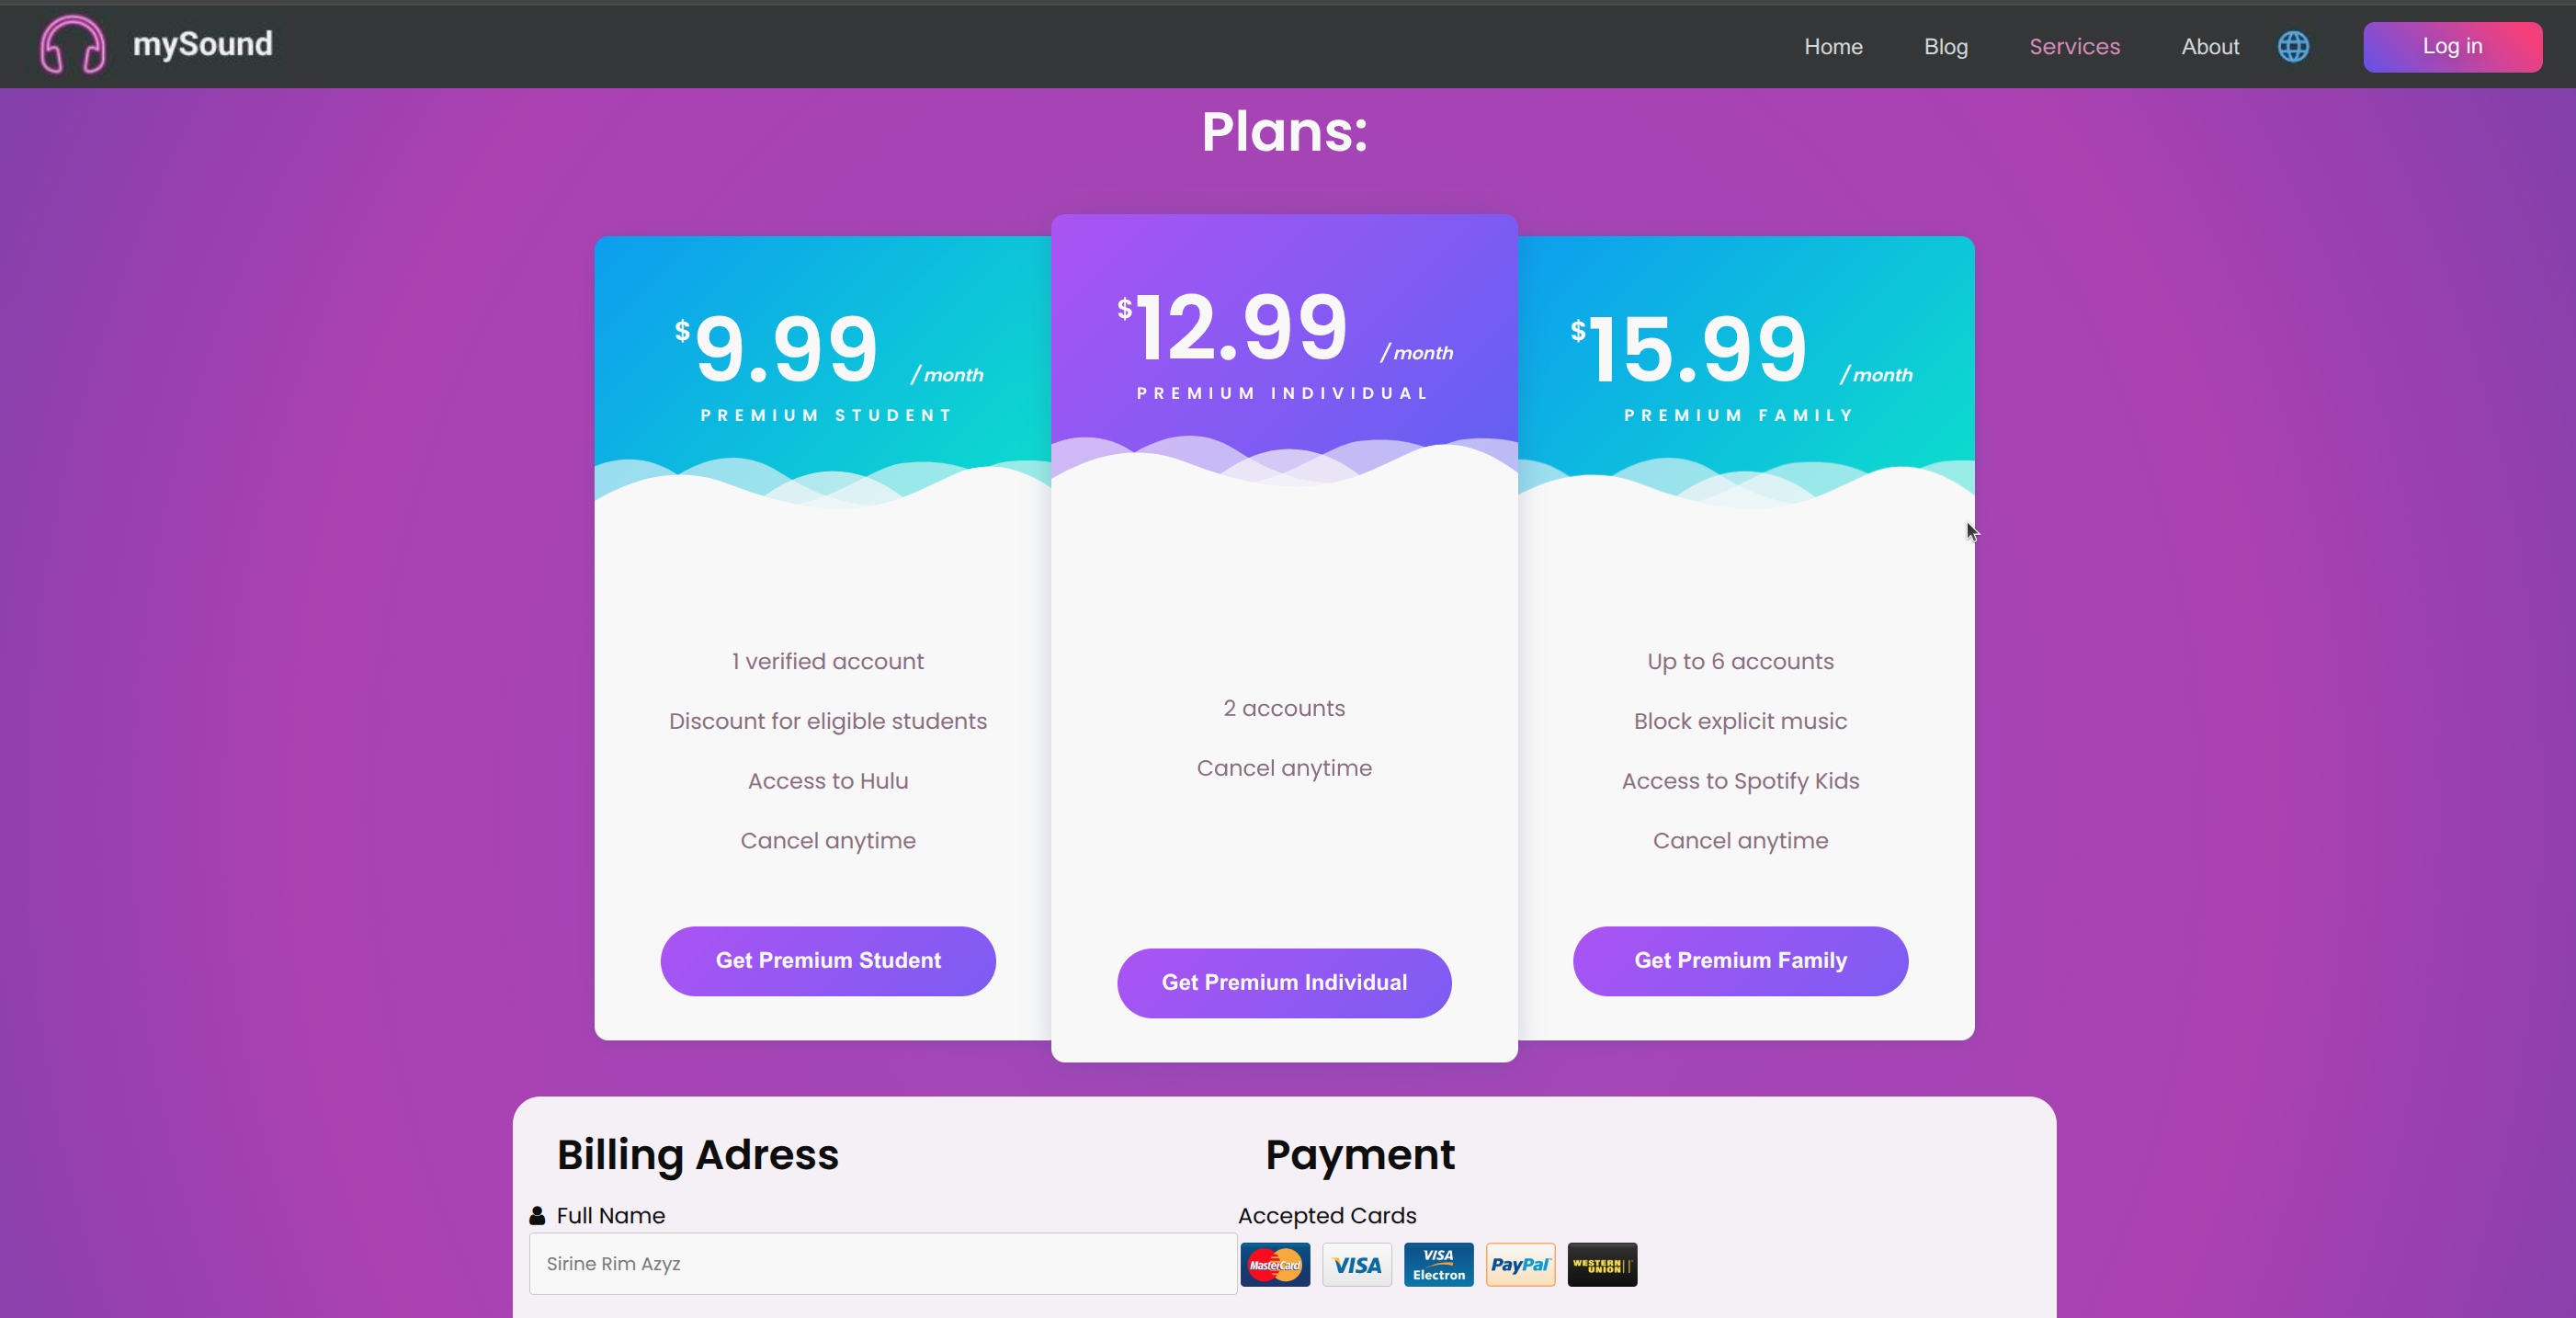 mySound
Home Blog Services About Log in
Plans:
$9.99 / month
PREMIUM STUDENT
1 verified account
Discount for eligible students
Access to Hulu
Cancel anytime
Get Premium Student
$12.99 / month
PREMIUM INDIVIDUAL
2 accounts
Cancel anytime
Get Premium Individual
$15.99 / month
PREMIUM FAMILY
Up to 6 accounts
Block explicit music
Access to Spotify Kids
Cancel anytime
Get Premium Family
Billing Adress
Full Name
Sirine Rim Azyz
Payment
Accepted Cards
MasterCard VISA VISA Electron PayPal WESTERN UNION